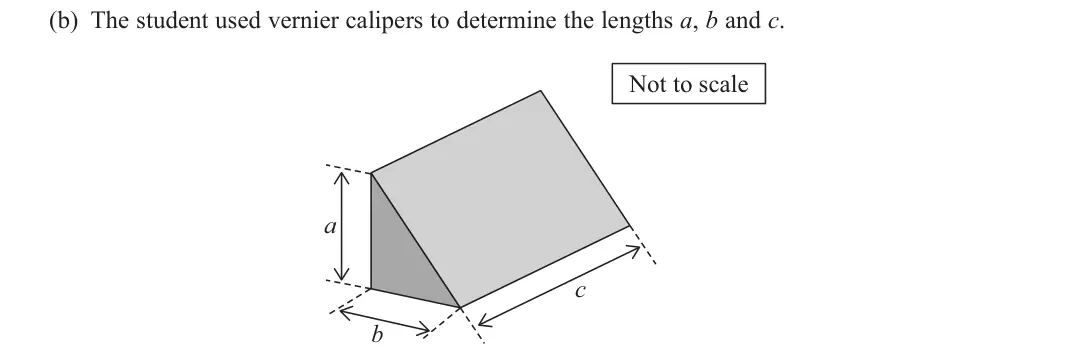 (b) The student used vernier calipers to determine the lengths a, b and c.
Not to scale
a
c
b